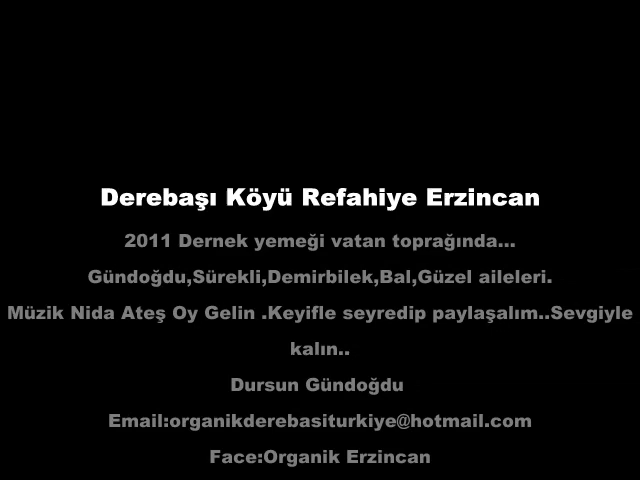 Derebaşı Köyü Refahiye Erzincan
2011 Dernek yemeği vatan toprağında...
Gündoğdu,Sürekli,Demirbilek,Bal,Güzel aileleri.
Müzik Nida Ateş Oy Gelin .Keyifle seyredip paylaşalım..Sevgiyle
kalın..
Dursun Gündoğdu
Email:organikderebasiturkiye@hotmail.com
Face:Organik Erzincan